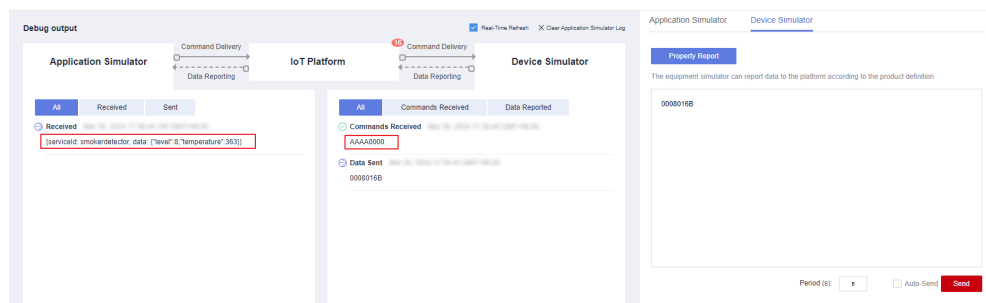 Debug output
Real-Time Refresh
Clear Application Simulator Log
Application Simulator
Command Delivery
Data Reporting
IoT Platform
16
Command Delivery
Data Reporting
Device Simulator
All Received Sent
Received
{serviceId: smokerdetector, data: {"level":8,"temperature":363}}
All Commands Received Data Reported
Commands Received
AAAA0000
Data Sent
0008016B
Application Simulator Device Simulator
Property Report
The equipment simulator can report data to the platform according to the product definition
0008016B
Period (s): 5 Auto-Send Send